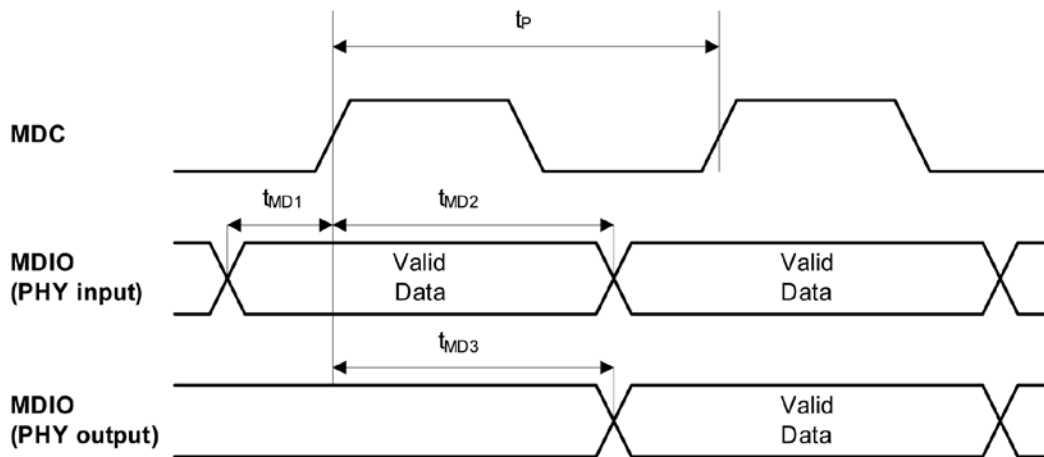 tP
MDC
tMD1
tMD2
MDIO
(PHY input)
Valid
Data
Valid
Data
tMD3
MDIO
(PHY output)
Valid
Data